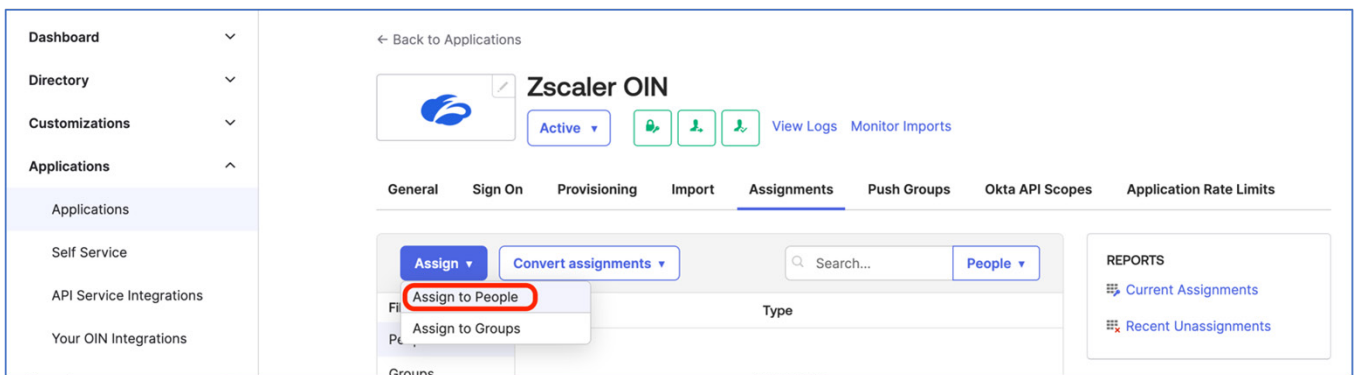 Dashboard
Directory
Customizations
Applications
Applications
Self Service
API Service Integrations
Your OIN Integrations
← Back to Applications
Zscaler OIN
Active ▾ View Logs Monitor Imports
General Sign On Provisioning Import Assignments Push Groups Okta API Scopes Application Rate Limits
Assign ▾ Convert assignments ▾ Search... People ▾
Assign to People
Assign to Groups
Type
Groups
REPORTS
Current Assignments
Recent Unassignments